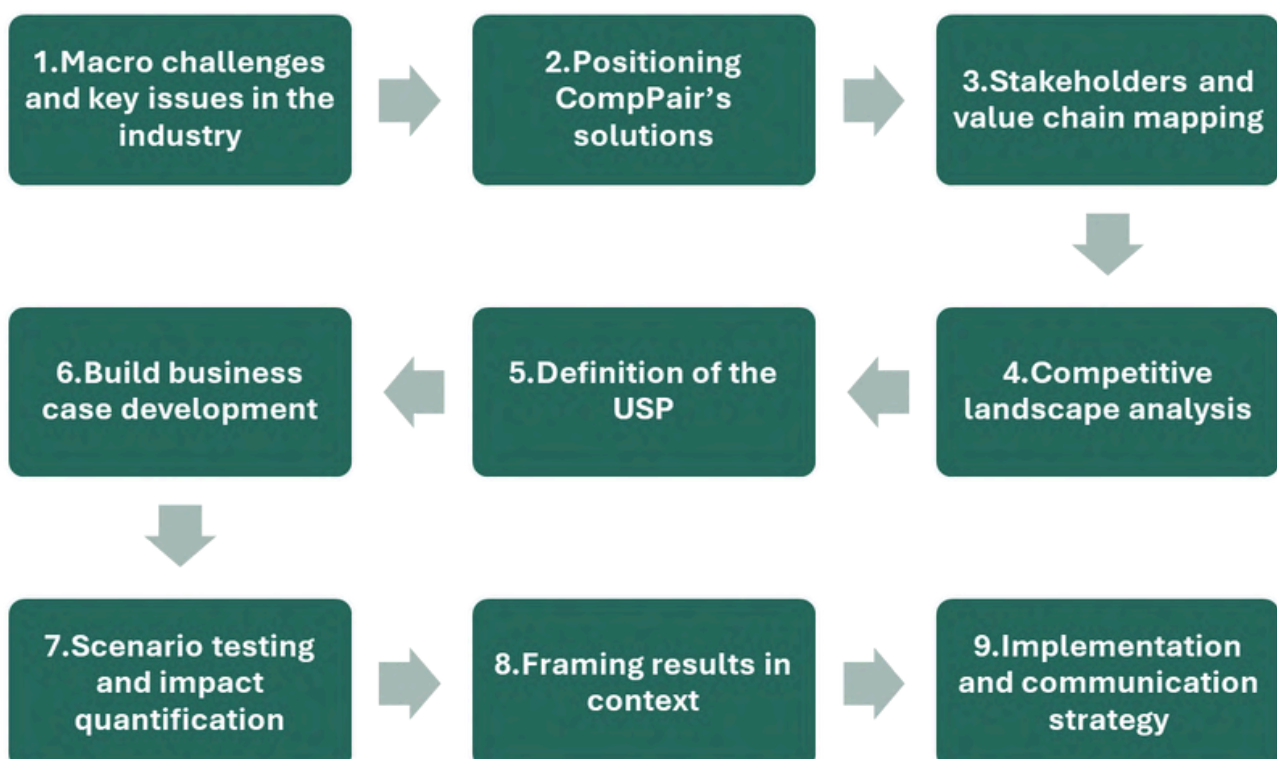 1.Macro challenges
and key issues in the
industry
2.Positioning
CompPair’s
solutions
3.Stakeholders and
value chain mapping
4.Competitive
landscape analysis
5.Definition of the
USP
6.Build business
case development
7.Scenario testing
and impact
quantification
8.Framing results in
context
9.Implementation
and communication
strategy